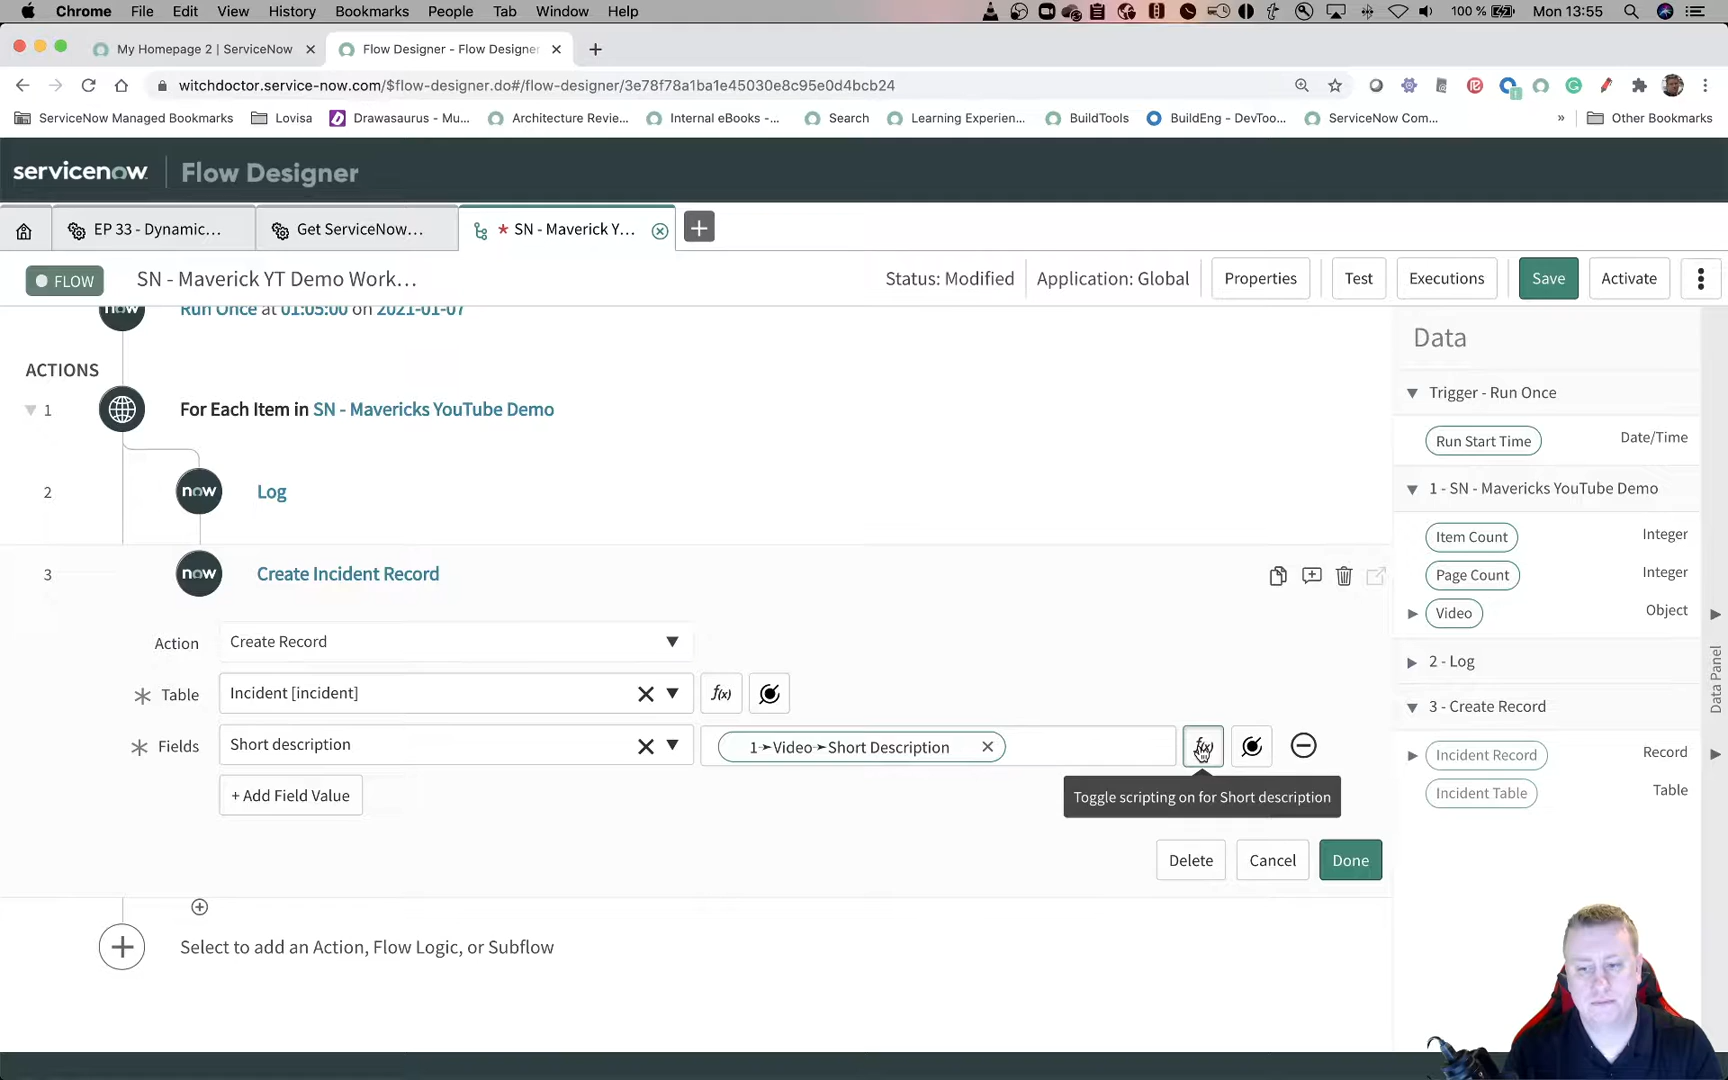 Chrome File Edit View History Bookmarks People Tab Window Help 100 % Mon 13:55
My Homepage 2 | ServiceNow Flow Designer - Flow Designer
witchdoctor.service-now.com/$flow-designer.do#/flow-designer/3e78f78a1ba1e45030e8c95e0d4bcb24
ServiceNow Managed Bookmarks Lovisa Drawasaurus - Mu... Architecture Revie... Internal eBooks -... Search Learning Experien... BuildTools BuildEng - DevToo... ServiceNow Com... » Other Bookmarks
servicenow Flow Designer
EP 33 - Dynamic... Get ServiceNow... * SN - Maverick Y...
FLOW SN - Maverick YT Demo Work... Status: Modified Application: Global Properties Test Executions Save Activate
now Run Once at 01:05:00 on 2021-01-07
ACTIONS
1 For Each Item in SN - Mavericks YouTube Demo
2 now Log
3 now Create Incident Record
Action Create Record
Table Incident [incident] f(x)
Fields Short description 1➛Video➛Short Description f(x)
+ Add Field Value
Toggle scripting on for Short description
Delete Cancel Done
Select to add an Action, Flow Logic, or Subflow
Data
Trigger - Run Once
Run Start Time Date/Time
1 - SN - Mavericks YouTube Demo
Item Count Integer
Page Count Integer
Video Object
2 - Log
3 - Create Record
Incident Record Record
Incident Table Table
Data Panel